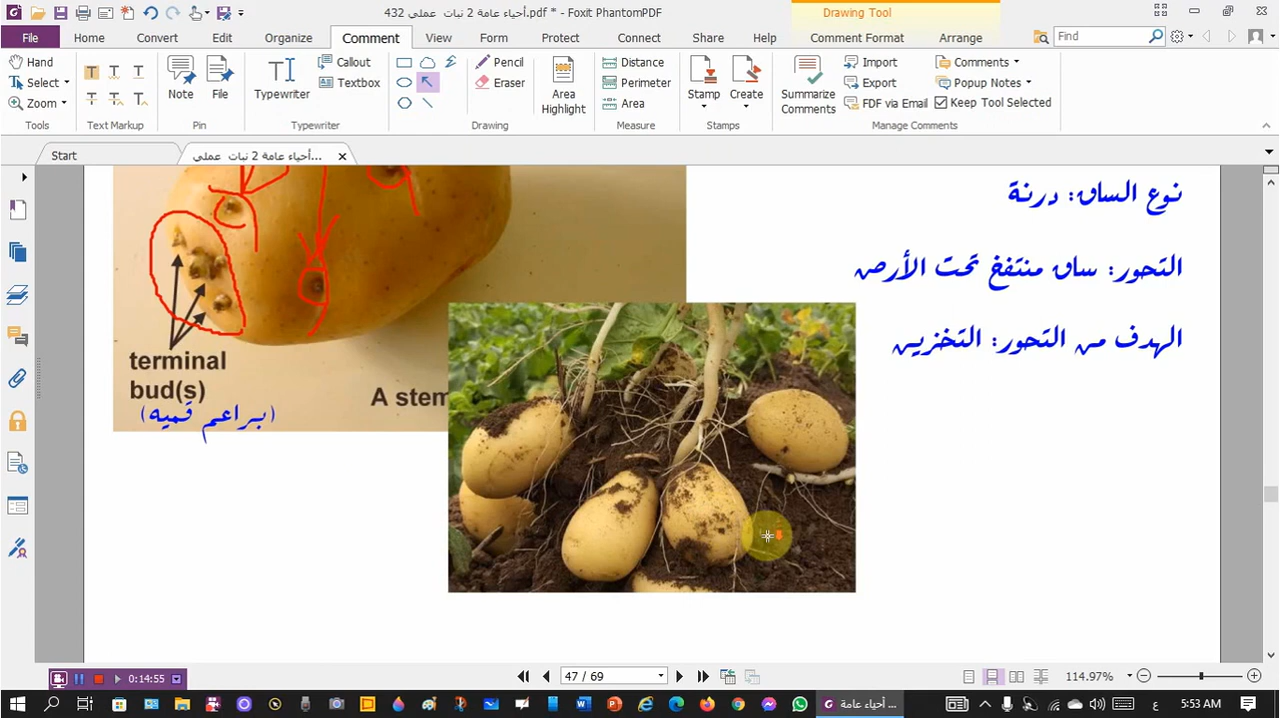 أحياء عامة 2 نبات عملي 432.pdf * - Foxit PhantomPDF
Drawing Tool
File Home Convert Comment Edit Organize View Form Protect Connect Share Help Comment Format Arrange Find
Hand
Select
Zoom
Tools
Text Markup
Note
File
Pin
Typewriter
Callout
Textbox
Typewriter
Pencil
Eraser
Area Highlight
Drawing
Distance
Perimeter
Area
Measure
Stamp
Create
Stamps
Summarize Comments
Import
Export
FDF via Email
Comments
Popup Notes
Keep Tool Selected
Manage Comments
Start
أحياء عامة 2 نبات عملي...
نوع الساق: درنة
التحور: ساق منتفخ تحت الأرض
الهدف من التحور: التخزين
terminal
bud(s)
(براعم قميه)
A stem
0:14:55
47 / 69
114.97%
أحياء عامة...
ع
5:53 AM